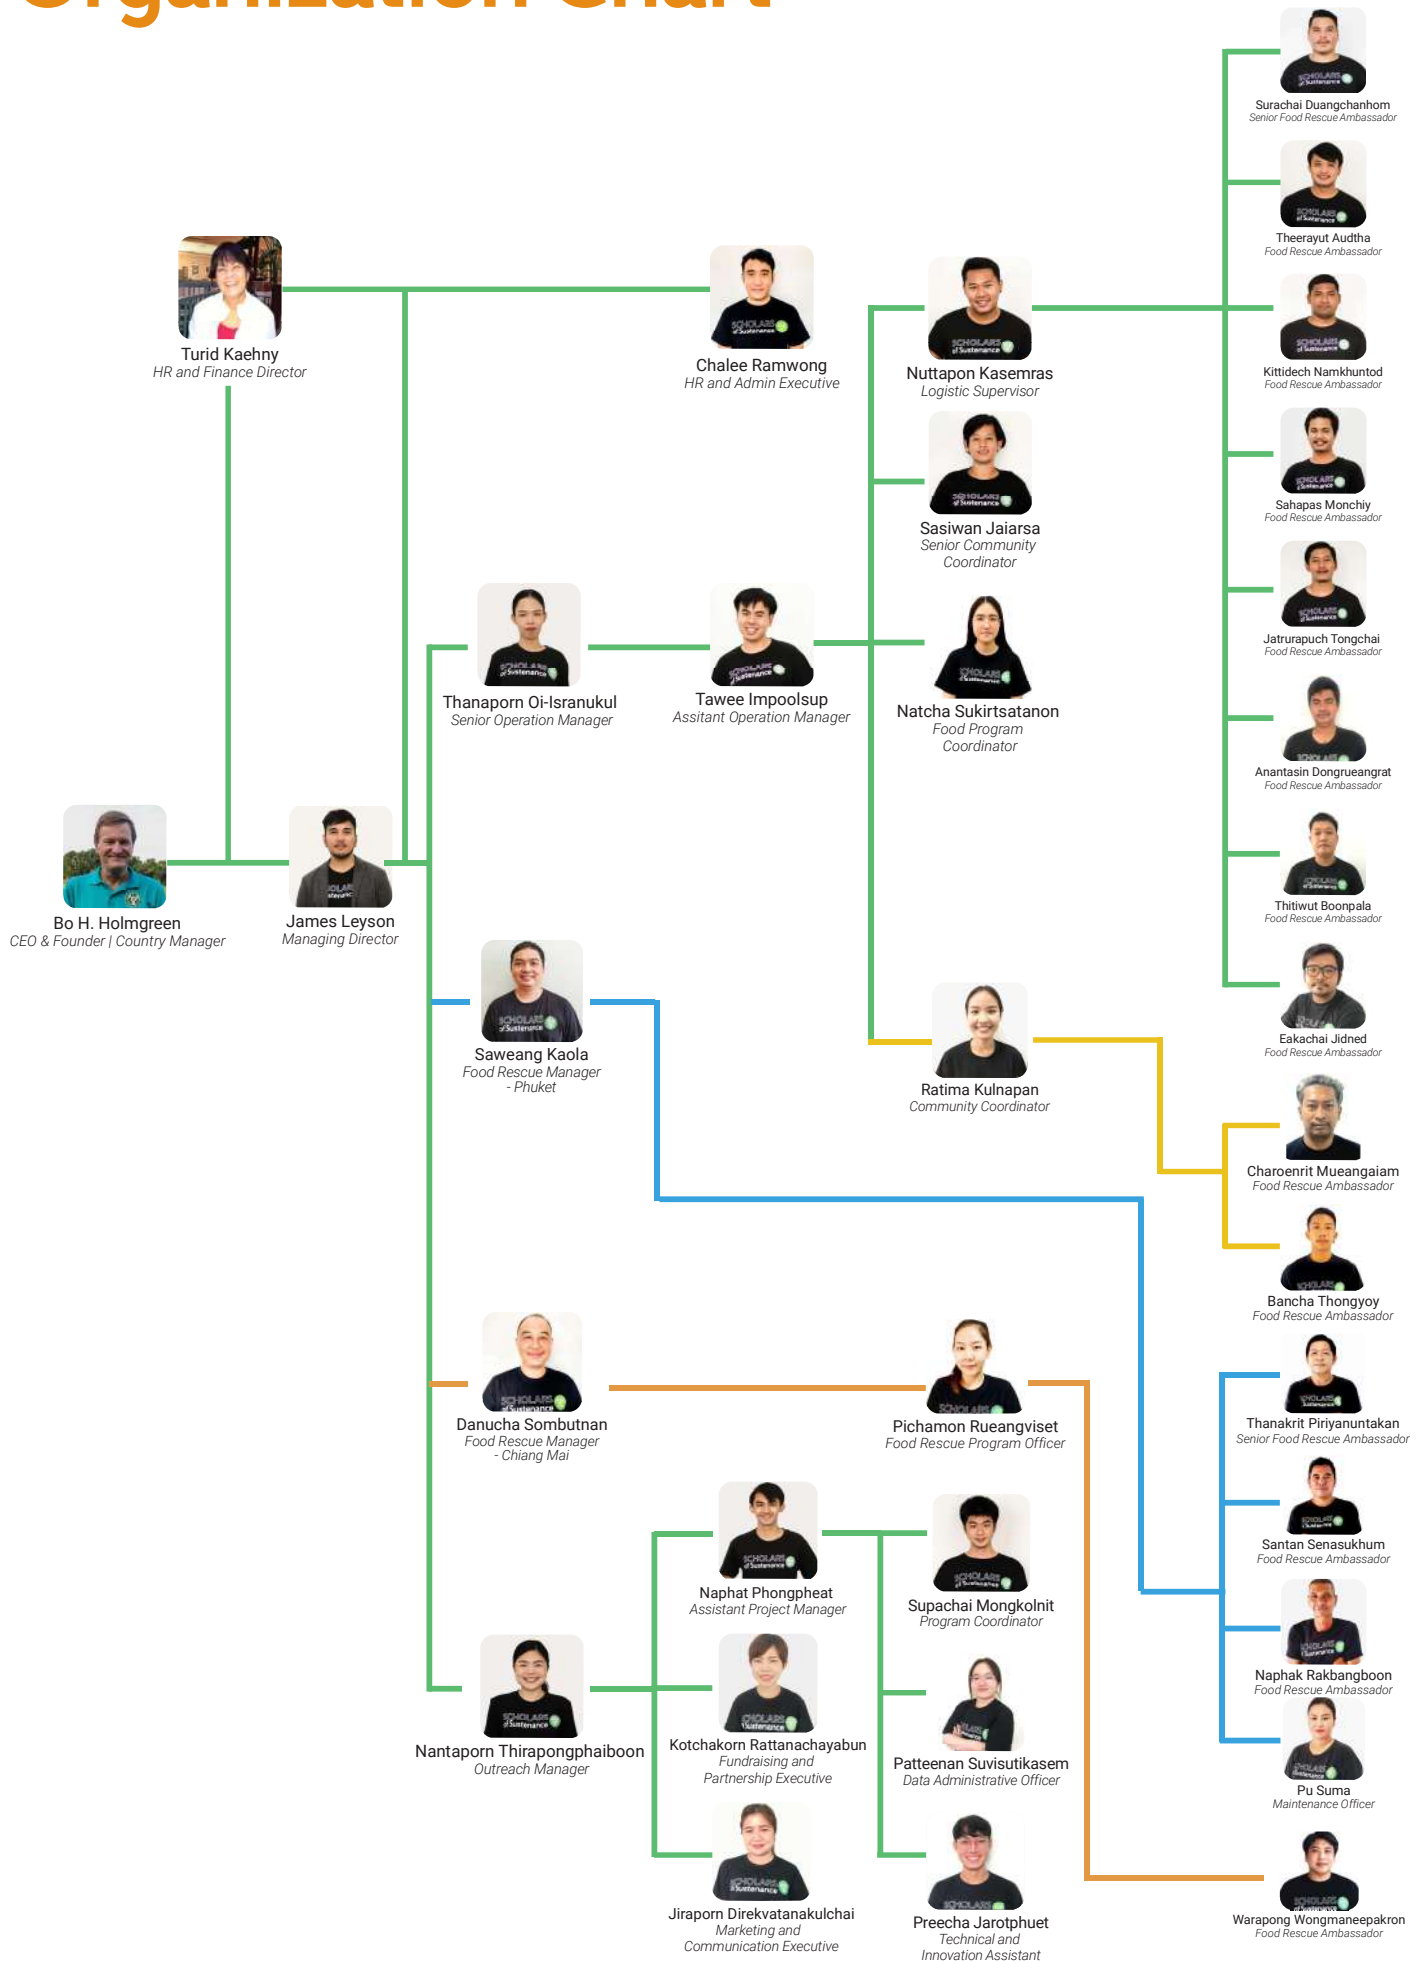 Organization Chart
Surachai Duangchanhom
Senior Food Rescue Ambassador
Theerayut Audtha
Food Rescue Ambassador
Turid Kaehny
HR and Finance Director
Chalee Ramwong
HR and Admin Executive
Nuttapon Kasemras
Logistic Supervisor
Kittidech Namkhuntod
Food Rescue Ambassador
Sahapas Monchiy
Food Rescue Ambassador
Sasiwan Jaiarsa
Senior Community
Coordinator
Jatrurapuch Tongchai
Food Rescue Ambassador
Thanaporn Oi-Isranukul
Senior Operation Manager
Tawee Impoolsup
Assitant Operation Manager
Natcha Sukirtsatanon
Food Program
Coordinator
Anantasin Dongrueangrat
Food Rescue Ambassador
Bo H. Holmgreen
CEO & Founder | Country Manager
James Leyson
Managing Director
Thitiwut Boonpala
Food Rescue Ambassador
Saweang Kaola
Food Rescue Manager
- Phuket
Ratima Kulnapan
Community Coordinator
Eakachai Jidned
Food Rescue Ambassador
Charoenrit Mueangaiam
Food Rescue Ambassador
Bancha Thongyoy
Food Rescue Ambassador
Danucha Sombutnan
Food Rescue Manager
- Chiang Mai
Pichamon Rueangviset
Food Rescue Program Officer
Thanakrit Piriyanuntakan
Senior Food Rescue Ambassador
Santan Senasukhum
Food Rescue Ambassador
Naphat Phongpheat
Assistant Project Manager
Supachai Mongkolnit
Program Coordinator
Naphak Rakbangboon
Food Rescue Ambassador
Nantaporn Thirapongphaiboon
Outreach Manager
Kotchakorn Rattanachayabun
Fundraising and
Partnership Executive
Patteenan Suvisutikasem
Data Administrative Officer
Pu Suma
Maintenance Officer
Jiraporn Direkvatanakulchai
Marketing and
Communication Executive
Preecha Jarotphuet
Technical and
Innovation Assistant
Warapong Wongmaneepakron
Food Rescue Ambassador